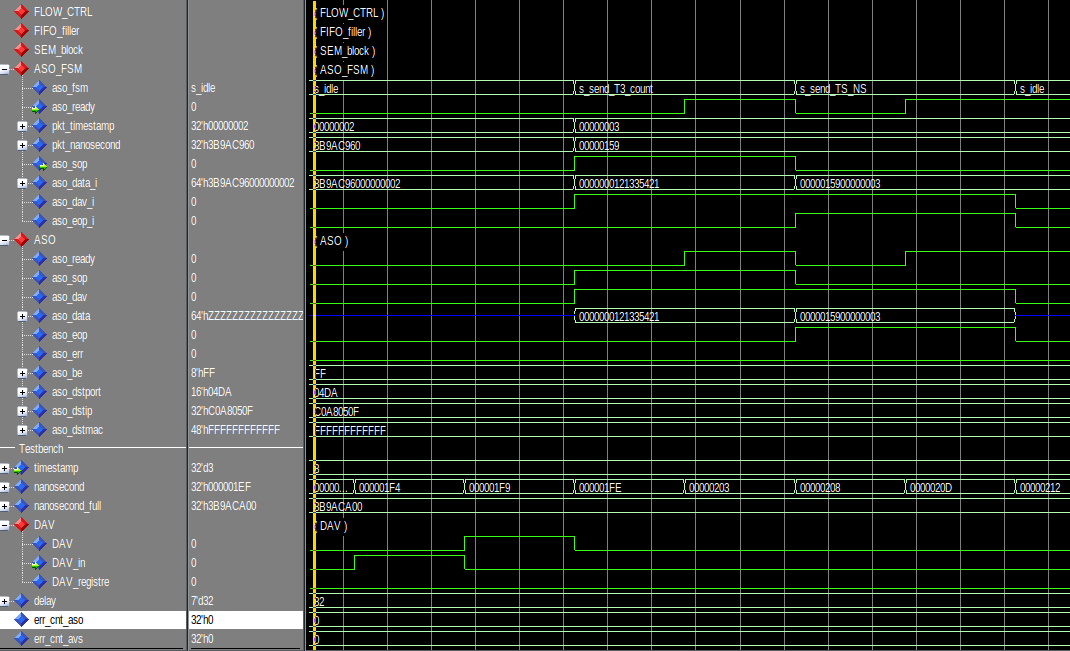 FLOW_CTRL ( FLOW_CTRL )
FIFO_filler ( FIFO_filler )
SEM_block ( SEM_block )
ASO_FSM ( ASO_FSM )
aso_fsm s_idle s_idle s_send_T3_count s_send_TS_NS s_idle
aso_ready 0
pkt_timestamp 32'h00000002 00000002 00000003
pkt_nanosecond 32'h3B9AC960 3B9AC960 00000159
aso_sop 0
aso_data_i 64'h3B9AC96000000002 3B9AC96000000002 0000000121335421 0000015900000003
aso_dav_i 0
aso_eop_i 0
ASO ( ASO )
aso_ready 0
aso_sop 0
aso_dav 0
aso_data 64'hZZZZZZZZZZZZZZZZ 0000000121335421 0000015900000003
aso_eop 0
aso_err 0
aso_be 8'hFF FF
aso_dstport 16'h04DA 04DA
aso_dstip 32'hC0A8050F C0A8050F
aso_dstmac 48'hFFFFFFFFFFFF FFFFFFFFFFFF
Testbench
timestamp 32'd3 3
nanosecond 32'h000001EF 00000... 000001F4 000001F9 000001FE 00000203 00000208 0000020D 00000212
nanosecond_full 32'h3B9ACA00 3B9ACA00
DAV ( DAV )
DAV 0
DAV_in 0
DAV_registre 0
delay 7'd32 32
err_cnt_aso 32'h0 0
err_cnt_avs 32'h0 0